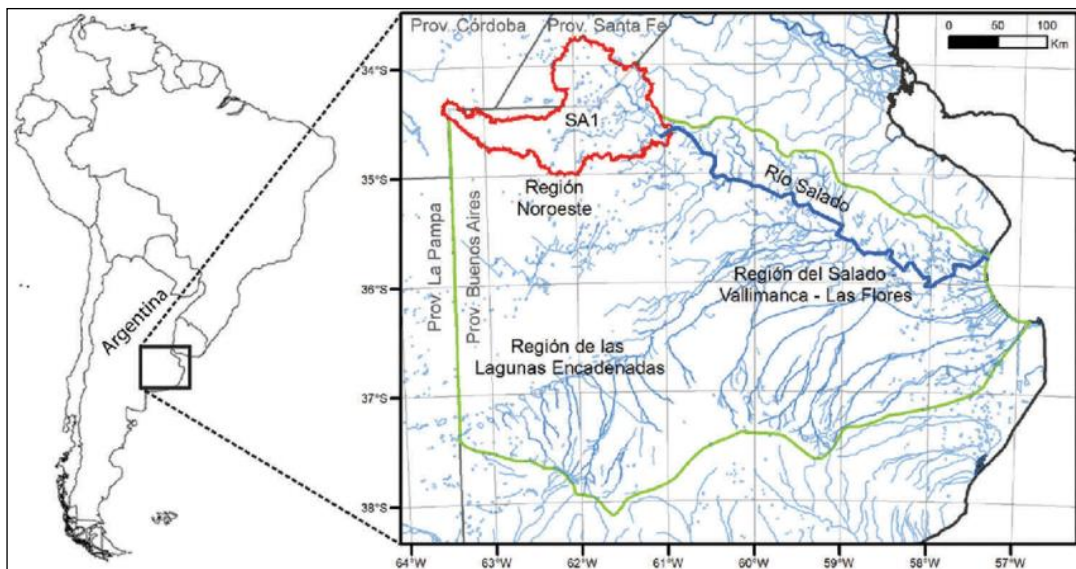 Argentina
Prov. Córdoba
Prov. Santa Fe
0 50 100
Km
34°S
35°S
36°S
37°S
38°S
SA1
Región
Noroeste
Río Salado
Prov. La Pampa
Prov. Buenos Aires
Región del Salado
Vallimanca - Las Flores
Región de las
Lagunas Encadenadas
64°W 63°W 62°W 61°W 60°W 59°W 58°W 57°W